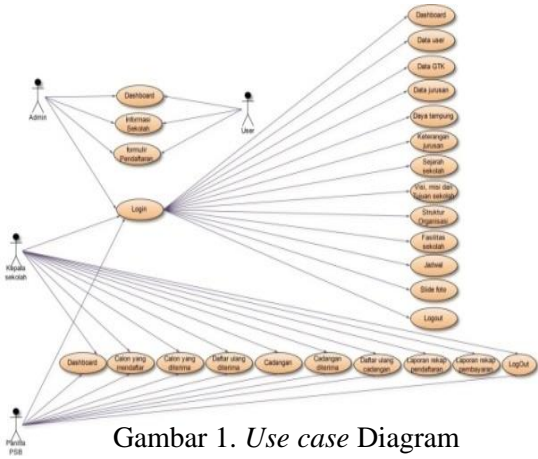 Dashboard
Data user
Data GTK
Data jurusan
Daya tampung
Keterangan
jurusan
Sejarah
sekolah
Visi, misi dan
Tujuan sekolah
Struktur
Organisasi
Fasilitas
sekolah
Jadwal
Slide foto
Logout
Admin
Dashboard
Informasi
Sekolah
formulir
Pendaftaran
User
Login
Kepala
sekolah
Dashboard
Calon yang
mendaftar
Calon yang
diterima
Daftar ulang
diterima
Cadangan
Cadangan
diterima
Daftar ulang
cadangan
Laporan rekap
pendaftaran
Laporan rekap
pembayaran
LogOut
Panitia
PSB
Gambar 1. Use case Diagram